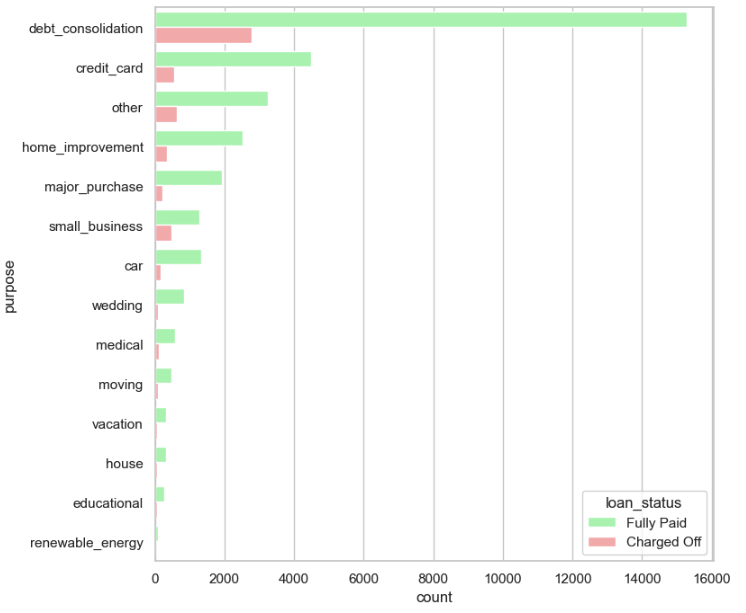 purpose
debt_consolidation
credit_card
other
home_improvement
major_purchase
small_business
car
wedding
medical
moving
vacation
house
educational
renewable_energy
loan_status
Fully Paid
Charged Off
0 2000 4000 6000 8000 10000 12000 14000 16000
count